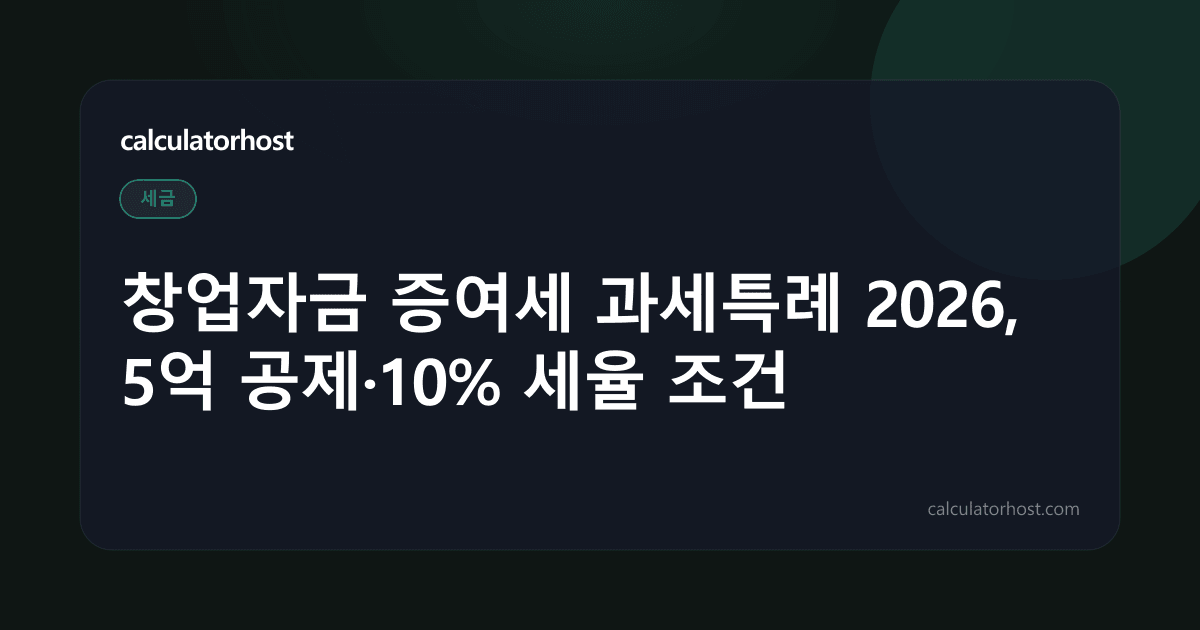 calculatorhost
세금
창업자금 증여세 과세특례 2026,
5억 공제·10% 세율 조건
calculatorhost.com